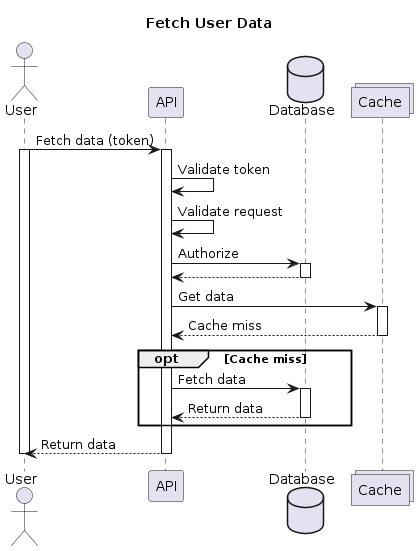 Fetch User Data
User
API
Database
Cache
Fetch data (token)
Validate token
Validate request
Authorize
Get data
Cache miss
opt [Cache miss]
Fetch data
Return data
Return data
User
API
Database
Cache